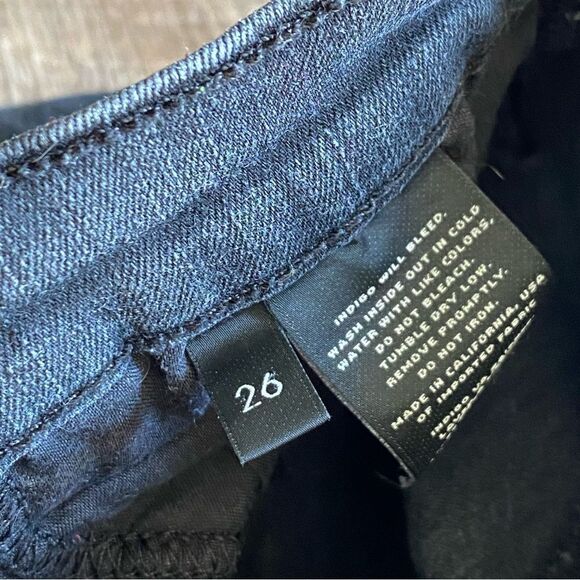 26
INDIGO WILL BLEED.
WASH INSIDE OUT IN COLD
WATER WITH LIKE COLORS.
DO NOT BLEACH.
TUMBLE DRY LOW.
REMOVE PROMPTLY.
DO NOT IRON.
MADE IN CALIFORNIA, USA
OF IMPORTED FABRIC
INDIGO